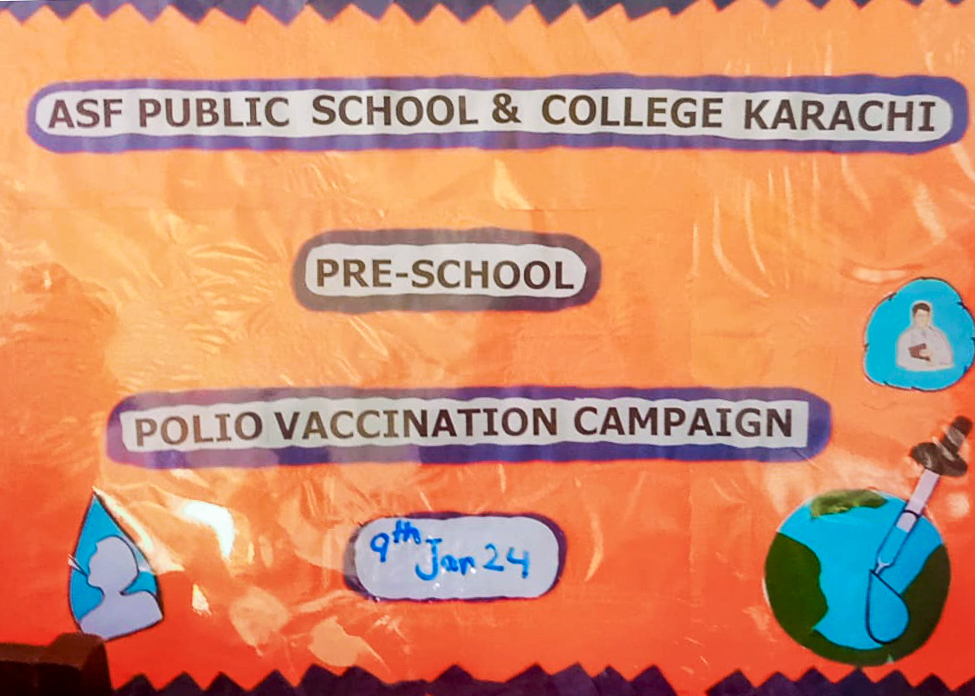 ASF PUBLIC SCHOOL & COLLEGE KARACHI
PRE-SCHOOL
POLIO VACCINATION CAMPAIGN
9th Jan 24